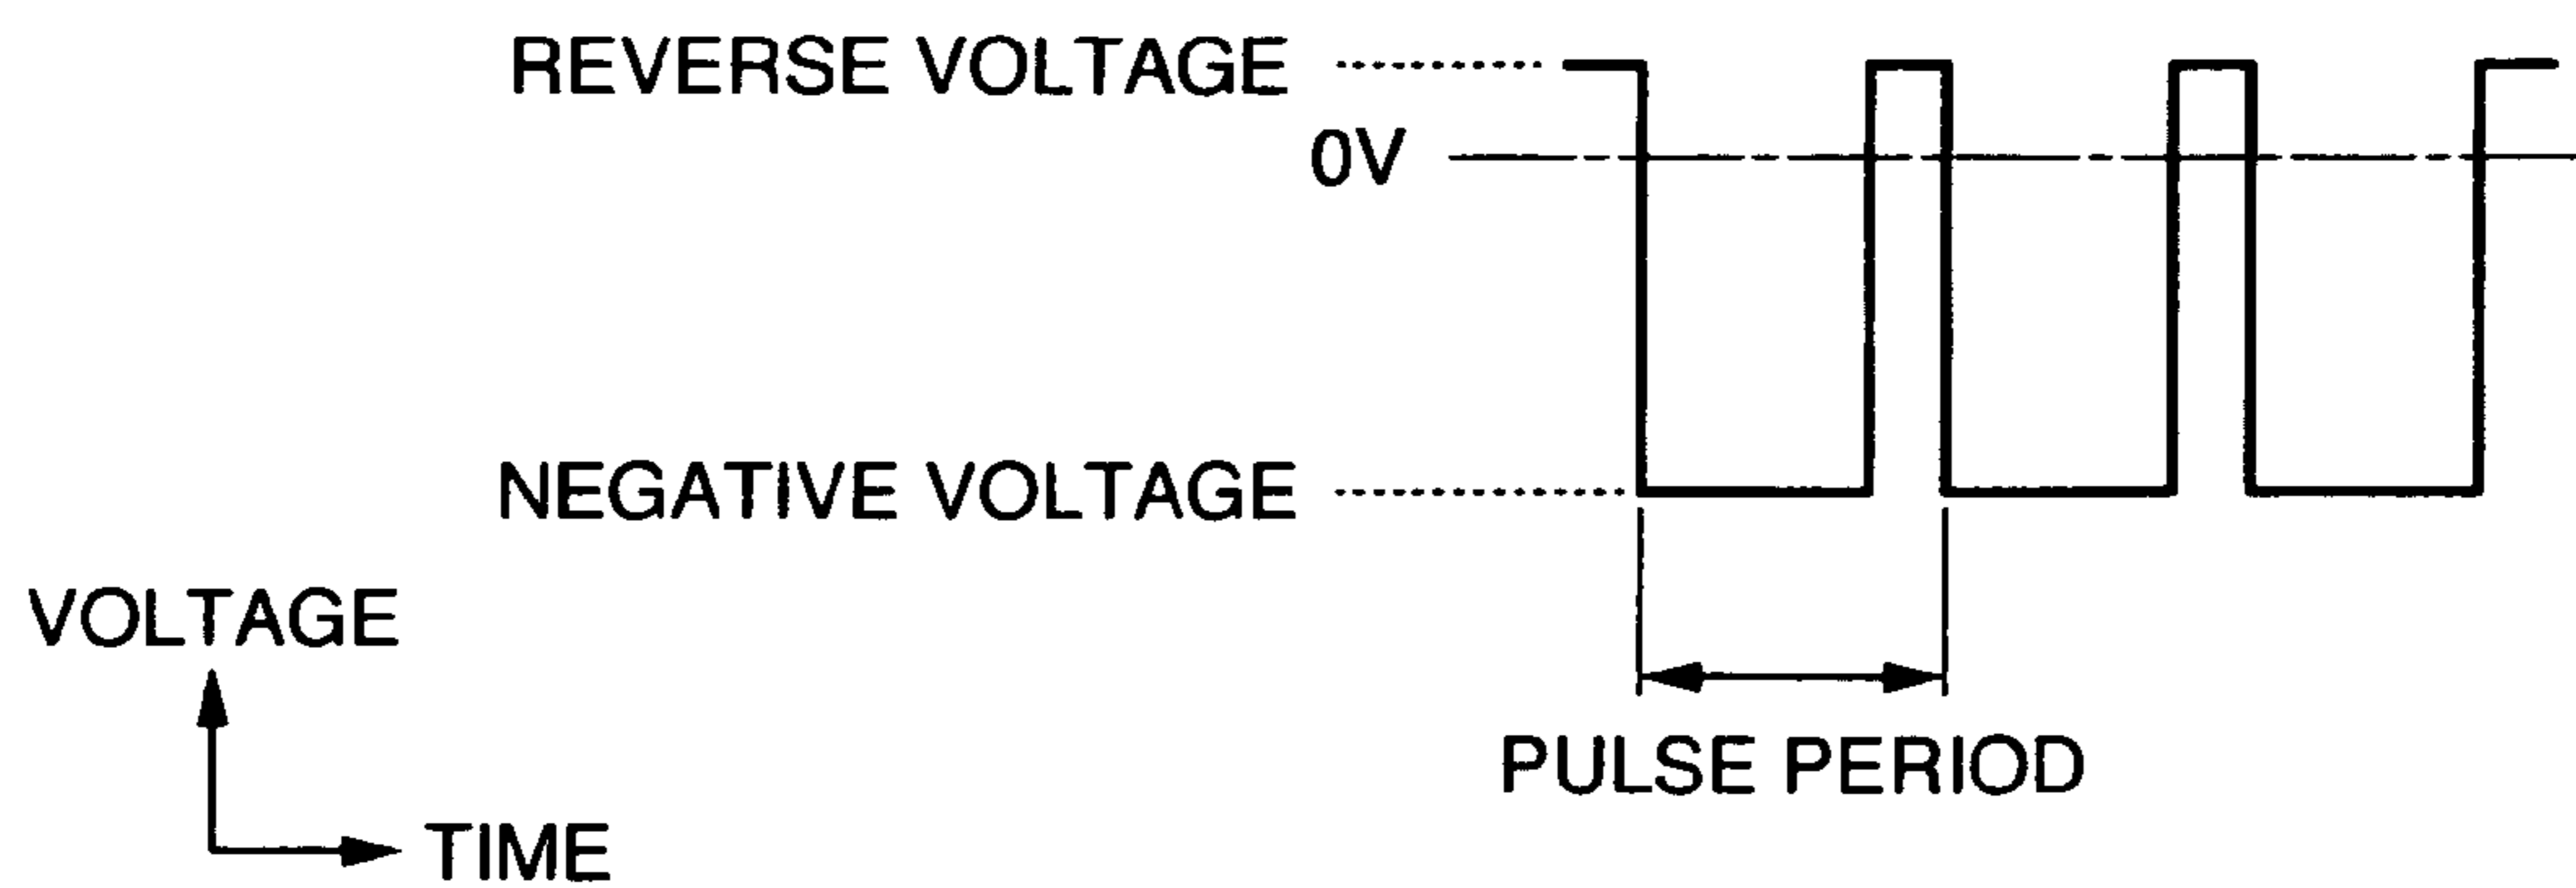 REVERSE VOLTAGE
0V
NEGATIVE VOLTAGE
VOLTAGE
PULSE PERIOD
TIME